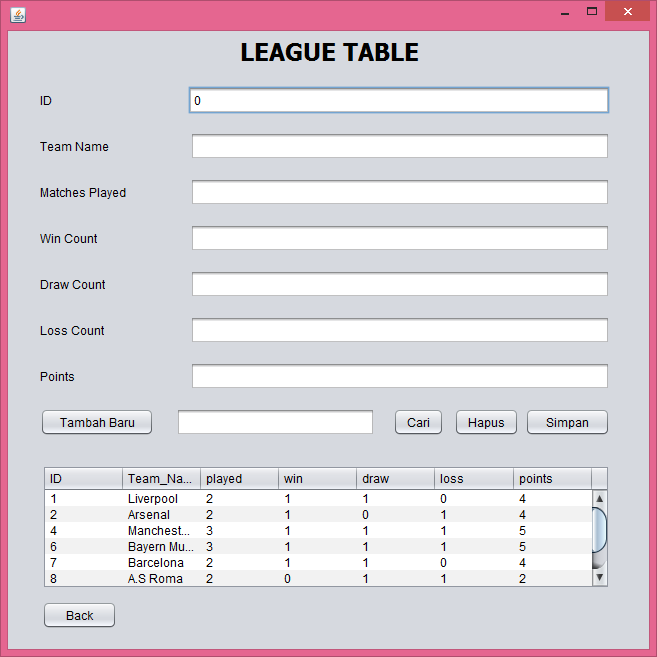 LEAGUE TABLE
ID 0
Team Name
Matches Played
Win Count
Draw Count
Loss Count
Points
Tambah Baru Cari Hapus Simpan
ID Team_Na... played win draw loss points
1 Liverpool 2 1 1 0 4
2 Arsenal 2 1 0 1 4
4 Manchest... 3 1 1 1 5
6 Bayern Mu... 3 1 1 1 5
7 Barcelona 2 1 1 0 4
8 A.S Roma 2 0 1 1 2
Back